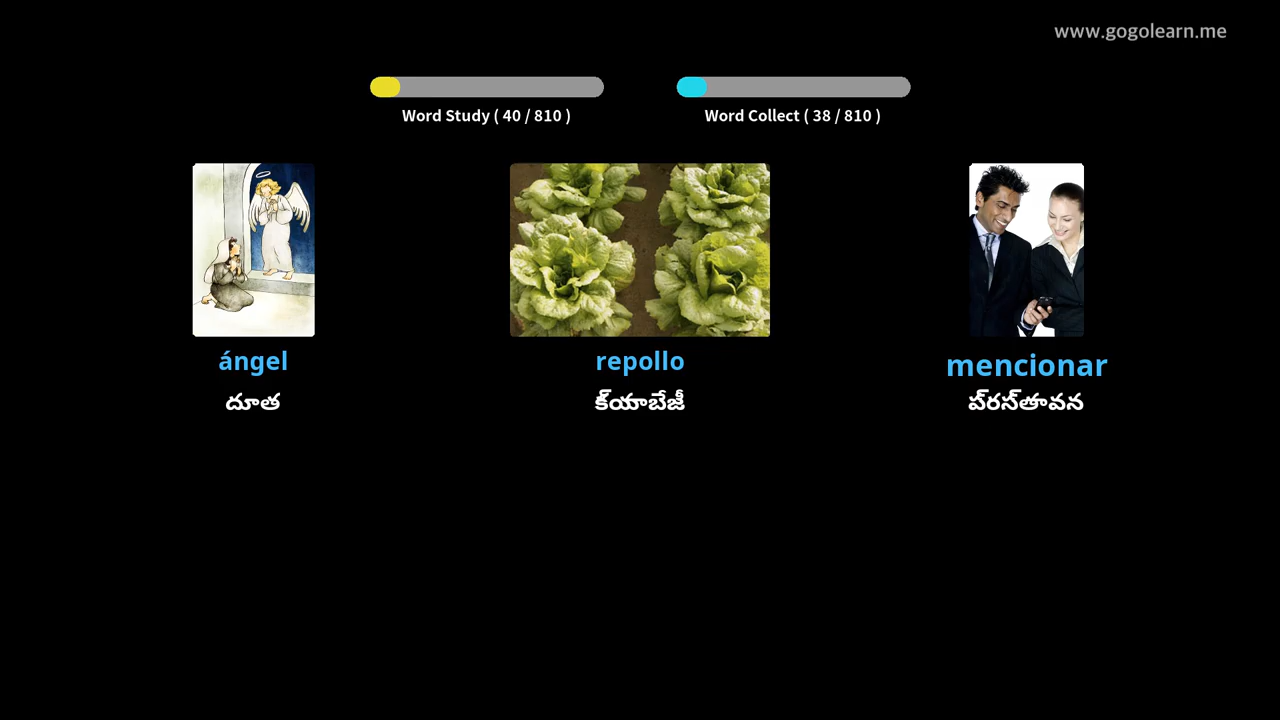 www.gogolearn.me
Word Study ( 40 / 810 )
Word Collect ( 38 / 810 )
ángel
repollo
mencionar
దూత
క్‌యాబేజీ
ప్‌రస్‌తావన